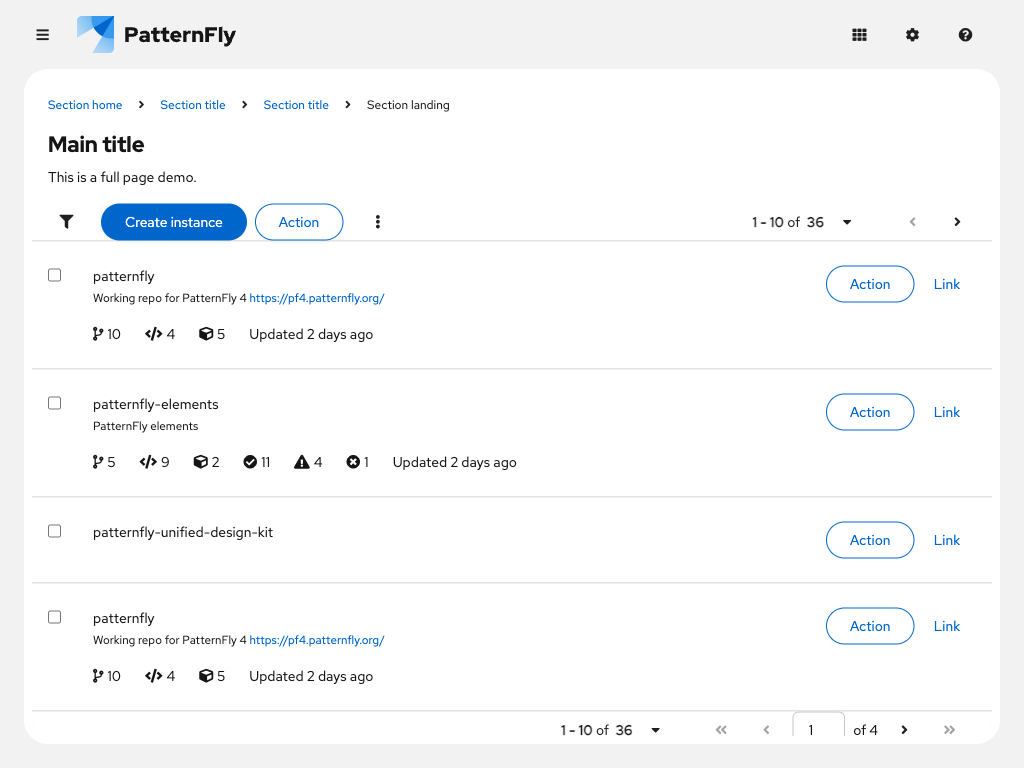 PatternFly
Section home Section title Section title Section landing
Main title
This is a full page demo.
Create instance Action 1 - 10 of 36
patternfly Action Link
Working repo for PatternFly 4 https://pf4.patternfly.org/
10 4 5 Updated 2 days ago
patternfly-elements Action Link
PatternFly elements
5 9 2 11 4 1 Updated 2 days ago
patternfly-unified-design-kit Action Link
patternfly Action Link
Working repo for PatternFly 4 https://pf4.patternfly.org/
10 4 5 Updated 2 days ago
1 - 10 of 36 1 of 4